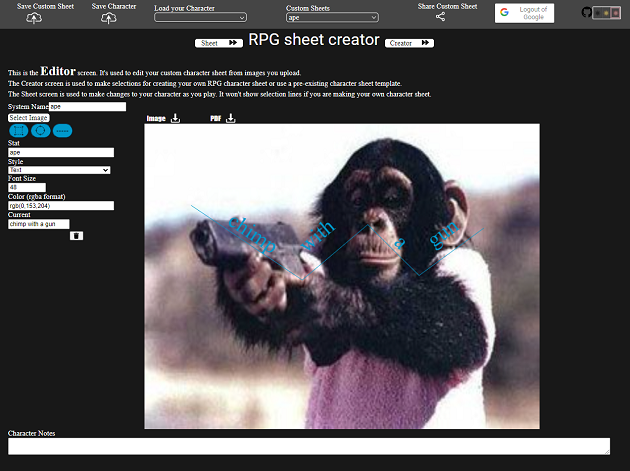 Save Custom Sheet
Save Character
Load your Character
Custom Sheets
ape
Share Custom Sheet
Logout of
Google
Sheet
RPG sheet creator
Creator
This is the Editor screen. It's used to edit your custom character sheet from images you upload.
The Creator screen is used to make selections for creating your own RPG character sheet or use a pre-existing character sheet template.
The Sheet screen is used to make changes to your character as you play. It won't show selection lines if you are making your own character sheet.
System Name ape
Select Image
Image
PDF
Stat
ape
Style
Text
Font Size
48
Color (rgba format)
rgb(0,153,204)
Current
chimp with a gun
chimp with a gun
Character Notes